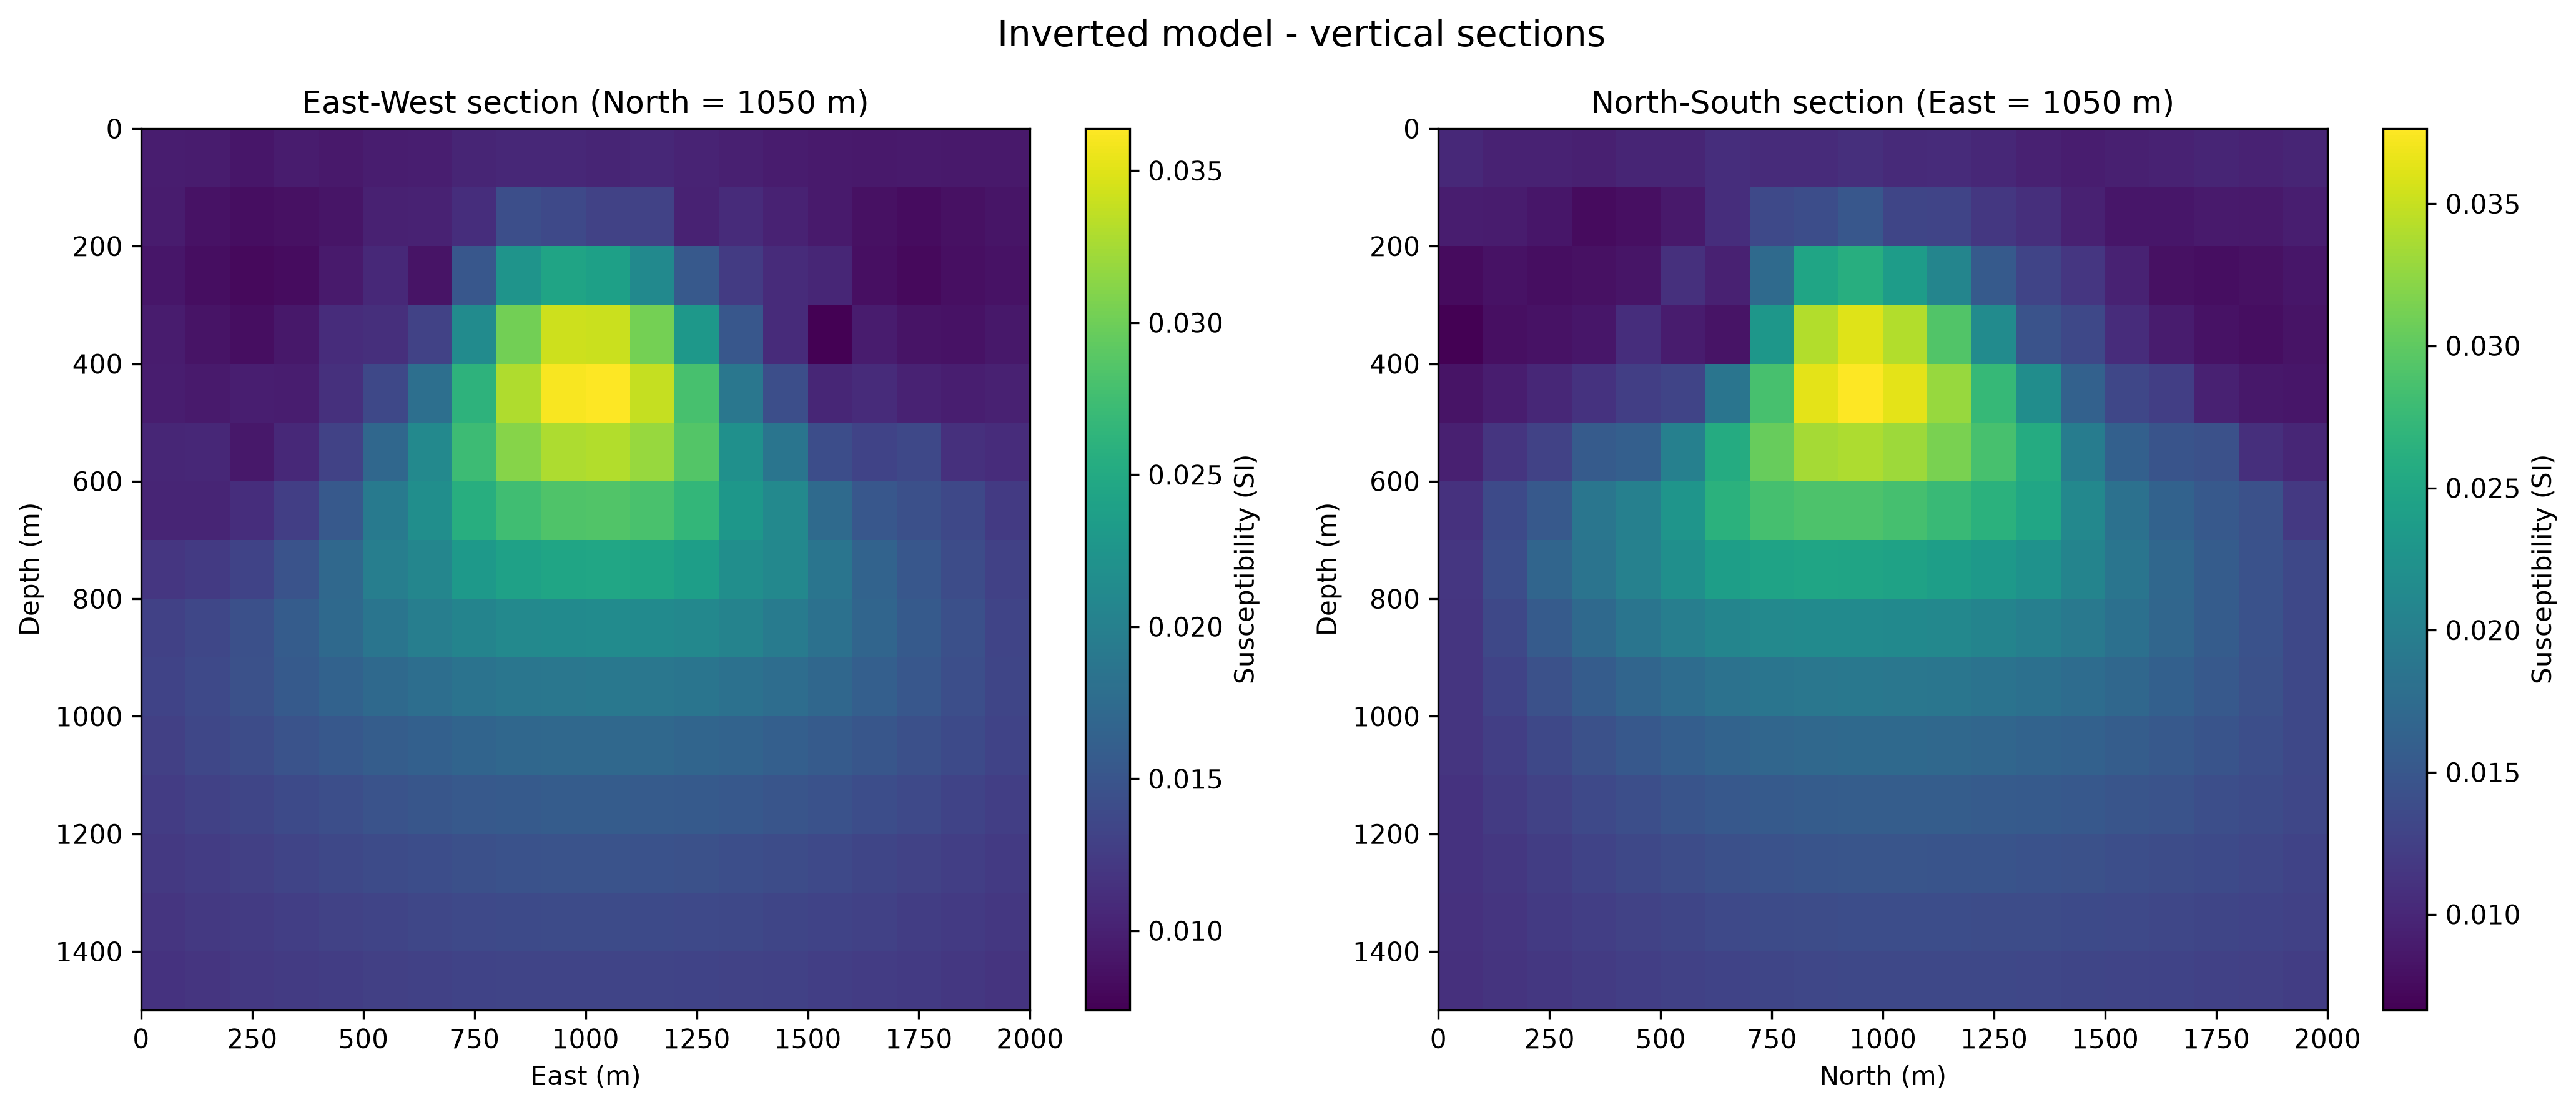 Inverted model - vertical sections
East-West section (North = 1050 m)
0
200
400
600
800
1000
1200
1400
Depth (m)
0 250 500 750 1000 1250 1500 1750 2000
East (m)
0.035
0.030
0.025
0.020
0.015
0.010
Susceptibility (SI)
North-South section (East = 1050 m)
0
200
400
600
800
1000
1200
1400
Depth (m)
0 250 500 750 1000 1250 1500 1750 2000
North (m)
0.035
0.030
0.025
0.020
0.015
0.010
Susceptibility (SI)